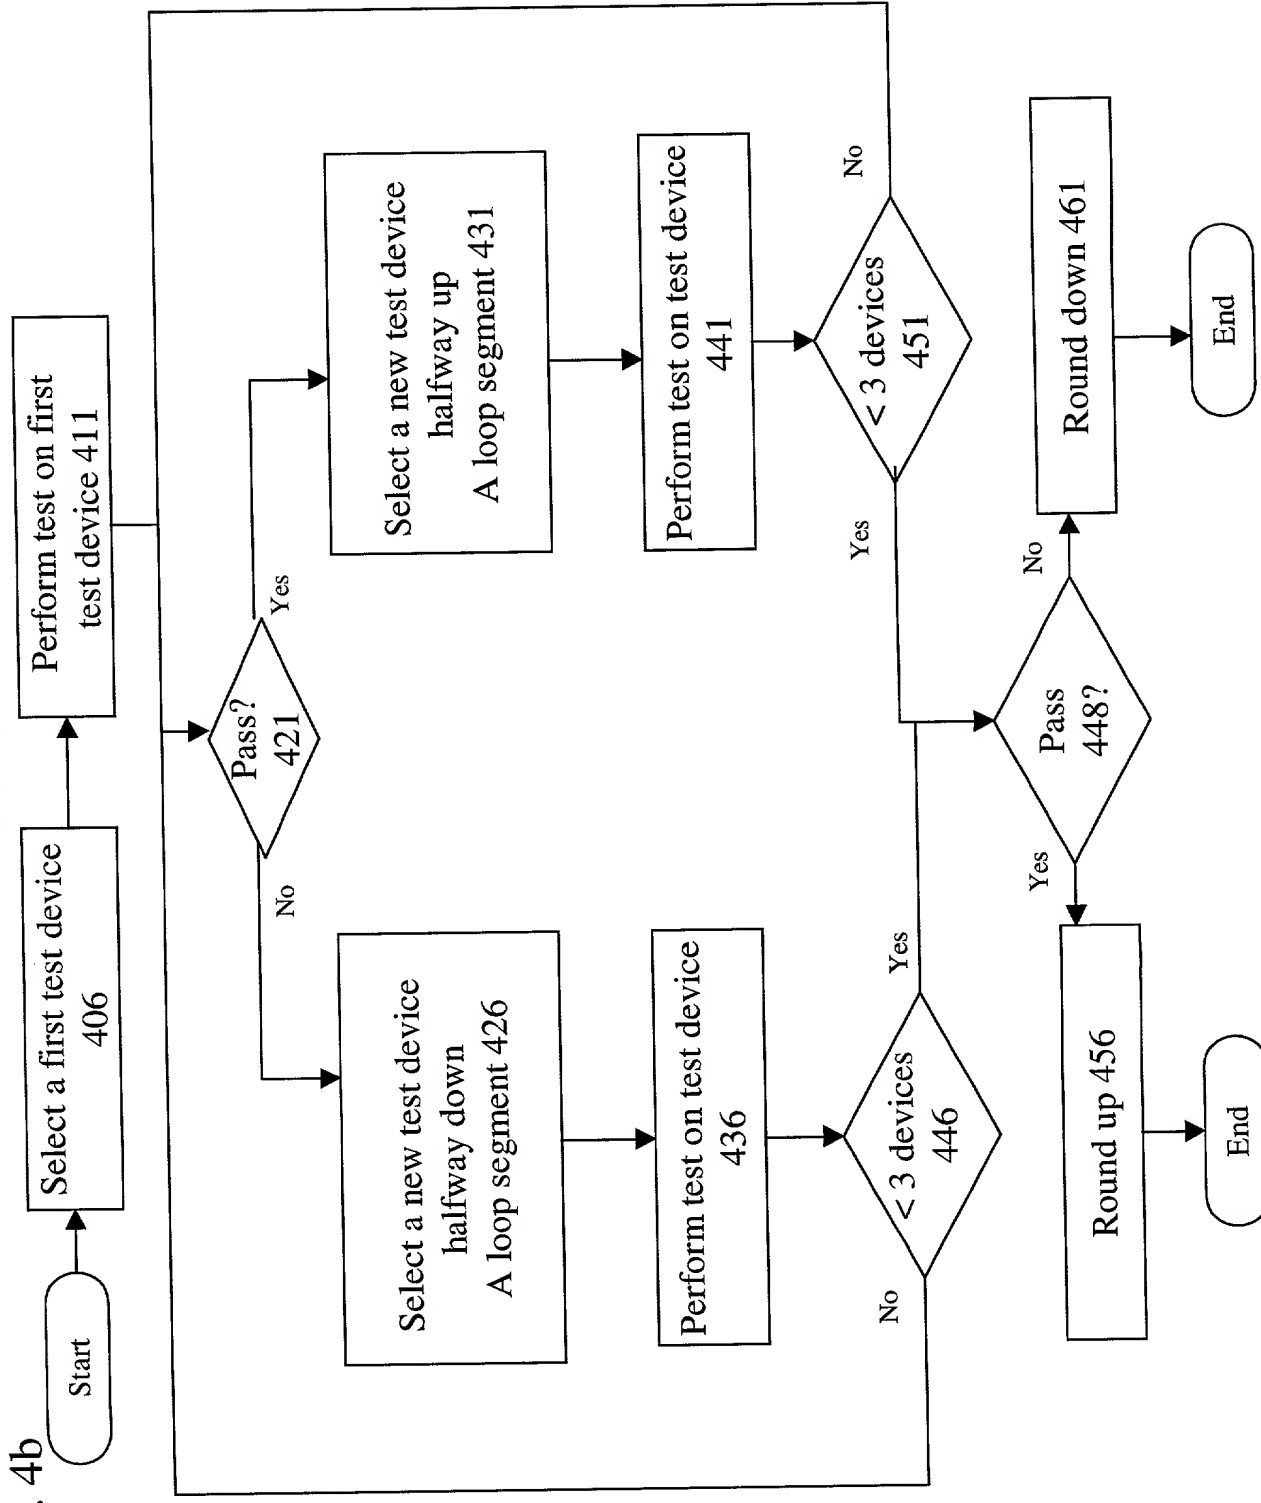 . 4b
Start
Select a first test device
406
Perform test on first
test device 411
Pass?
421
No
Yes
Select a new test device
halfway down
A loop segment 426
Select a new test device
halfway up
A loop segment 431
Perform test on test device
436
Perform test on test device
441
< 3 devices
446
No
Yes
< 3 devices
451
Yes
No
Pass
448?
Yes
No
Round up 456
Round down 461
End
End